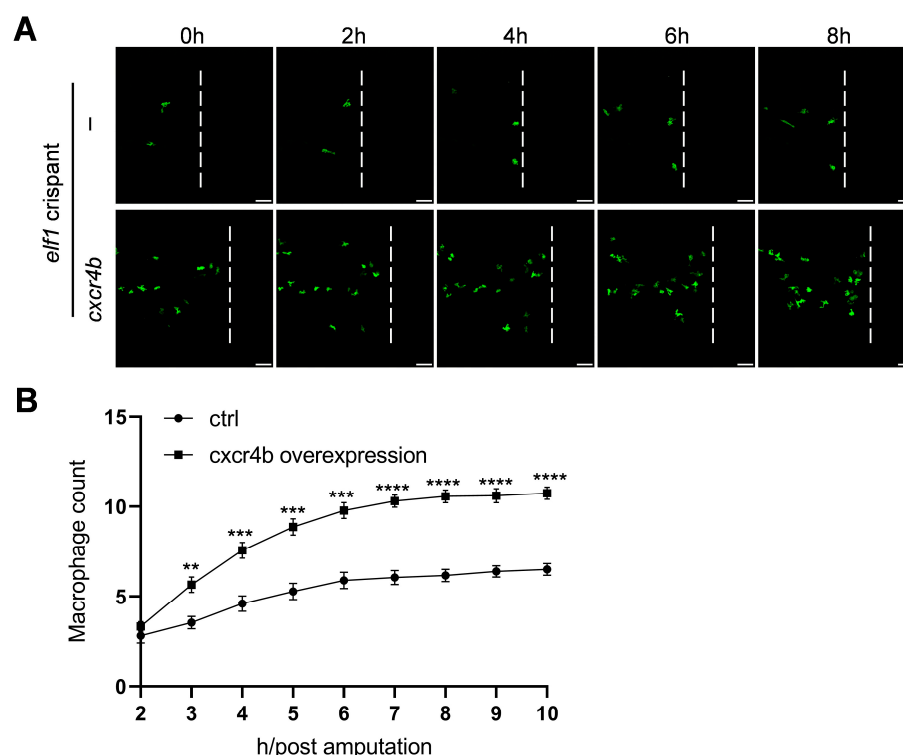 A
0h 2h 4h 6h 8h
elf1 crispant
–
cxcr4b
B
ctrl
cxcr4b overexpression
Macrophage count
15
10
5
0
** *** *** *** **** **** **** ****
2 3 4 5 6 7 8 9 10
h/post amputation